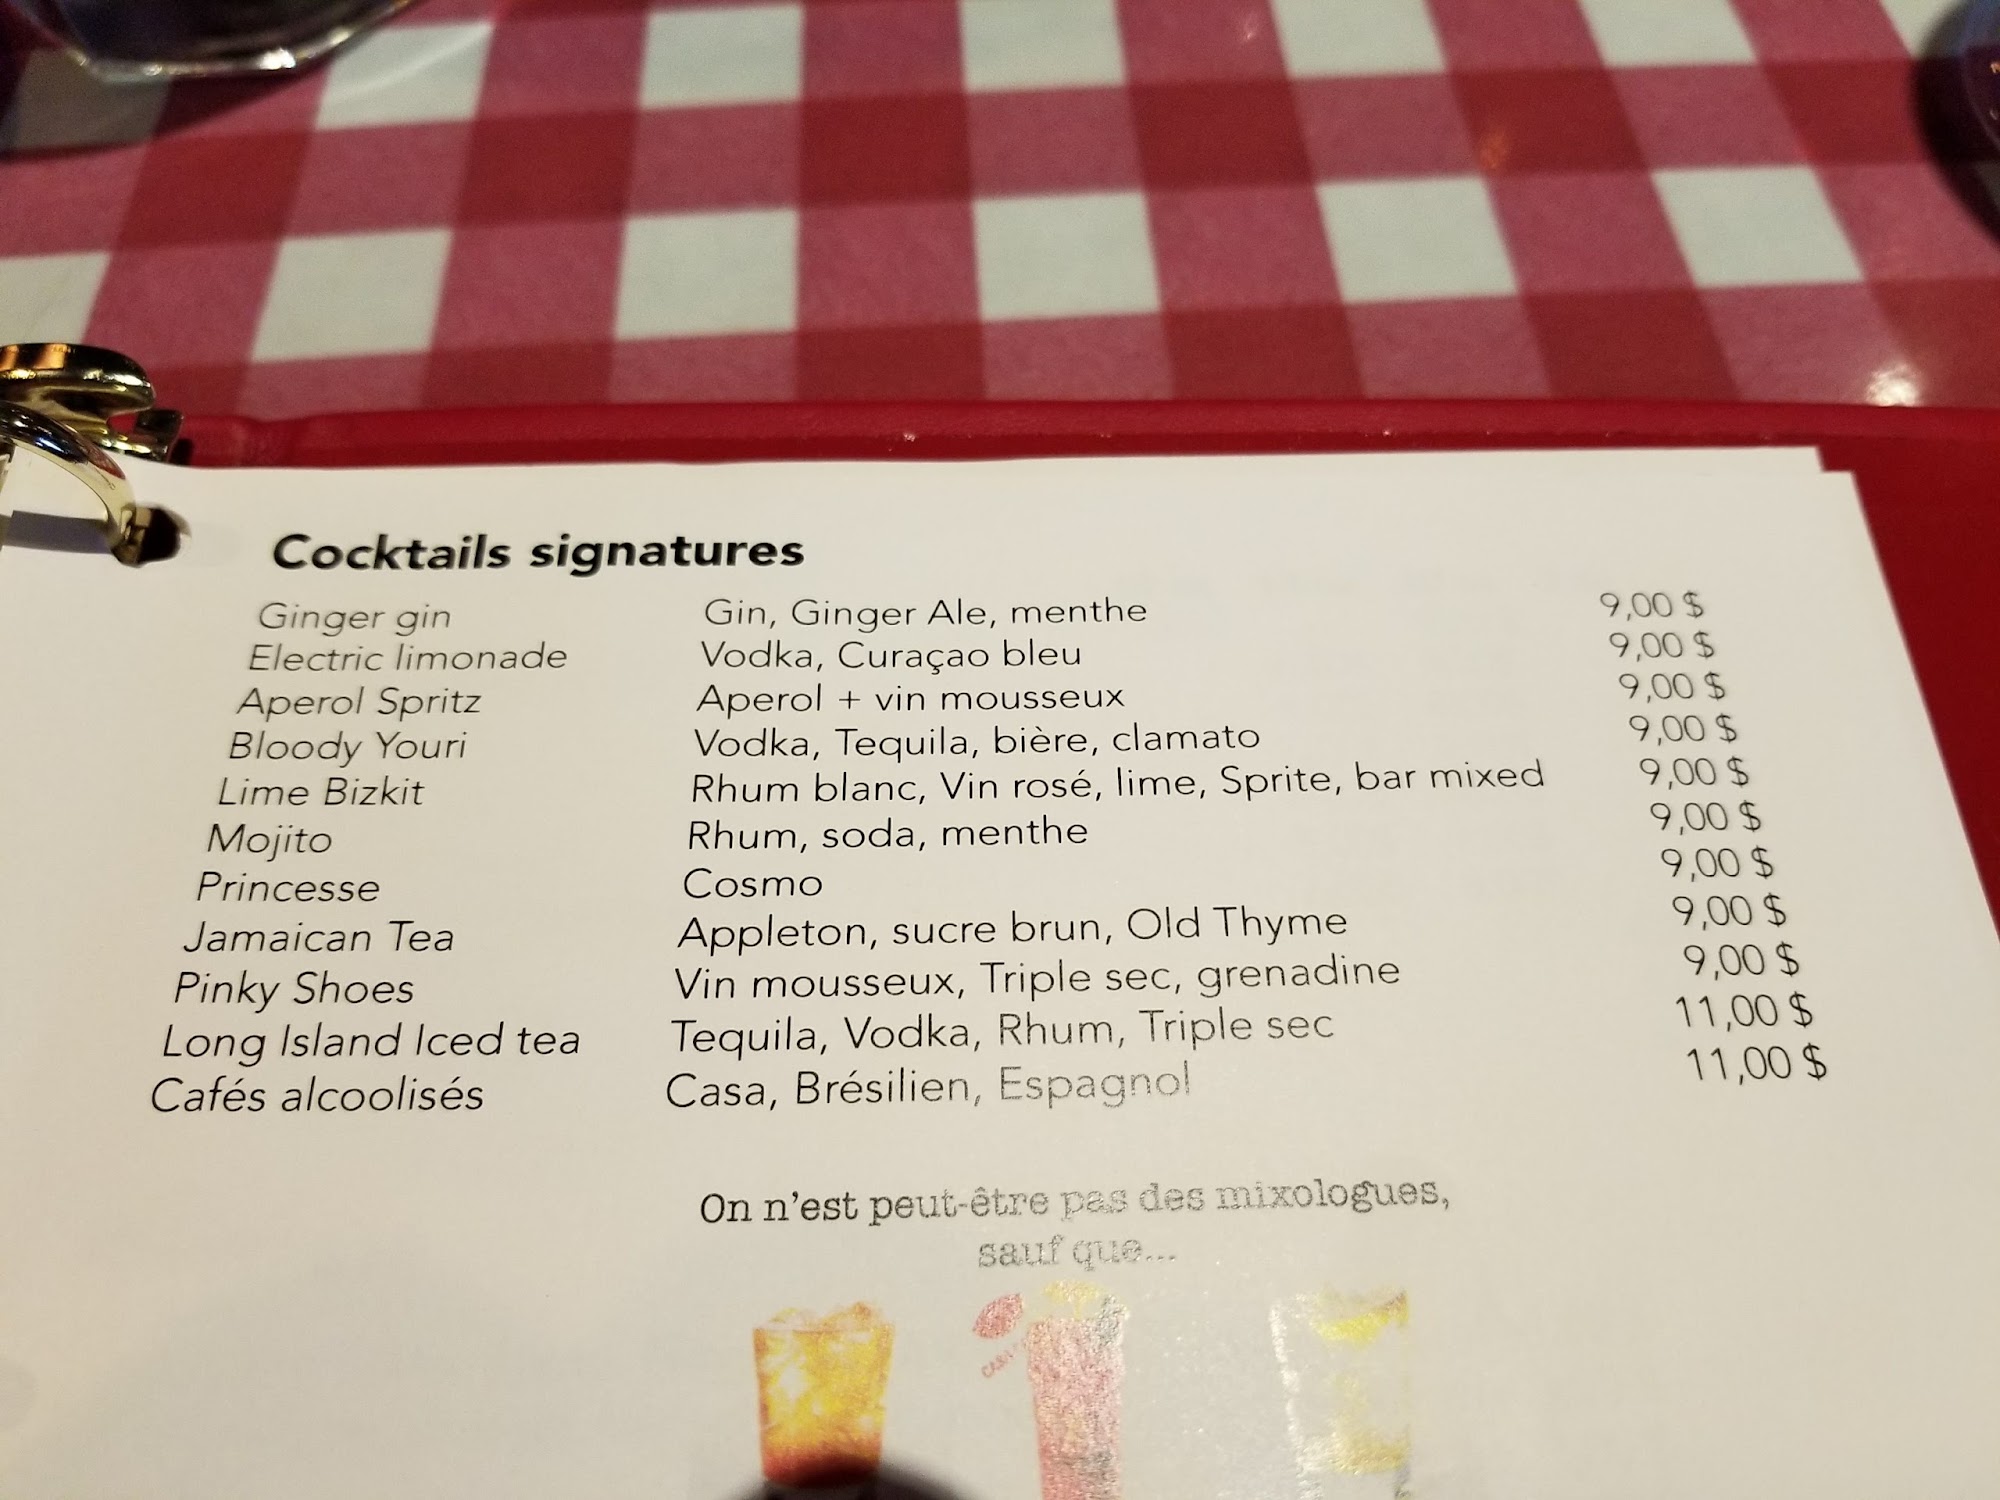 Cocktails signatures
Ginger gin Gin, Ginger Ale, menthe 9,00 $
Electric limonade Vodka, Curaçao bleu 9,00 $
Aperol Spritz Aperol + vin mousseux 9,00 $
Bloody Youri Vodka, Tequila, bière, clamato 9,00 $
Lime Bizkit Rhum blanc, Vin rosé, lime, Sprite, bar mixed 9,00 $
Mojito Rhum, soda, menthe 9,00 $
Princesse Cosmo 9,00 $
Jamaican Tea Appleton, sucre brun, Old Thyme 9,00 $
Pinky Shoes Vin mousseux, Triple sec, grenadine 9,00 $
Long Island Iced tea Tequila, Vodka, Rhum, Triple sec 11,00 $
Cafés alcoolisés Casa, Brésilien, Espagnol 11,00 $
On n'est peut-être pas des mixologues,
sauf que...